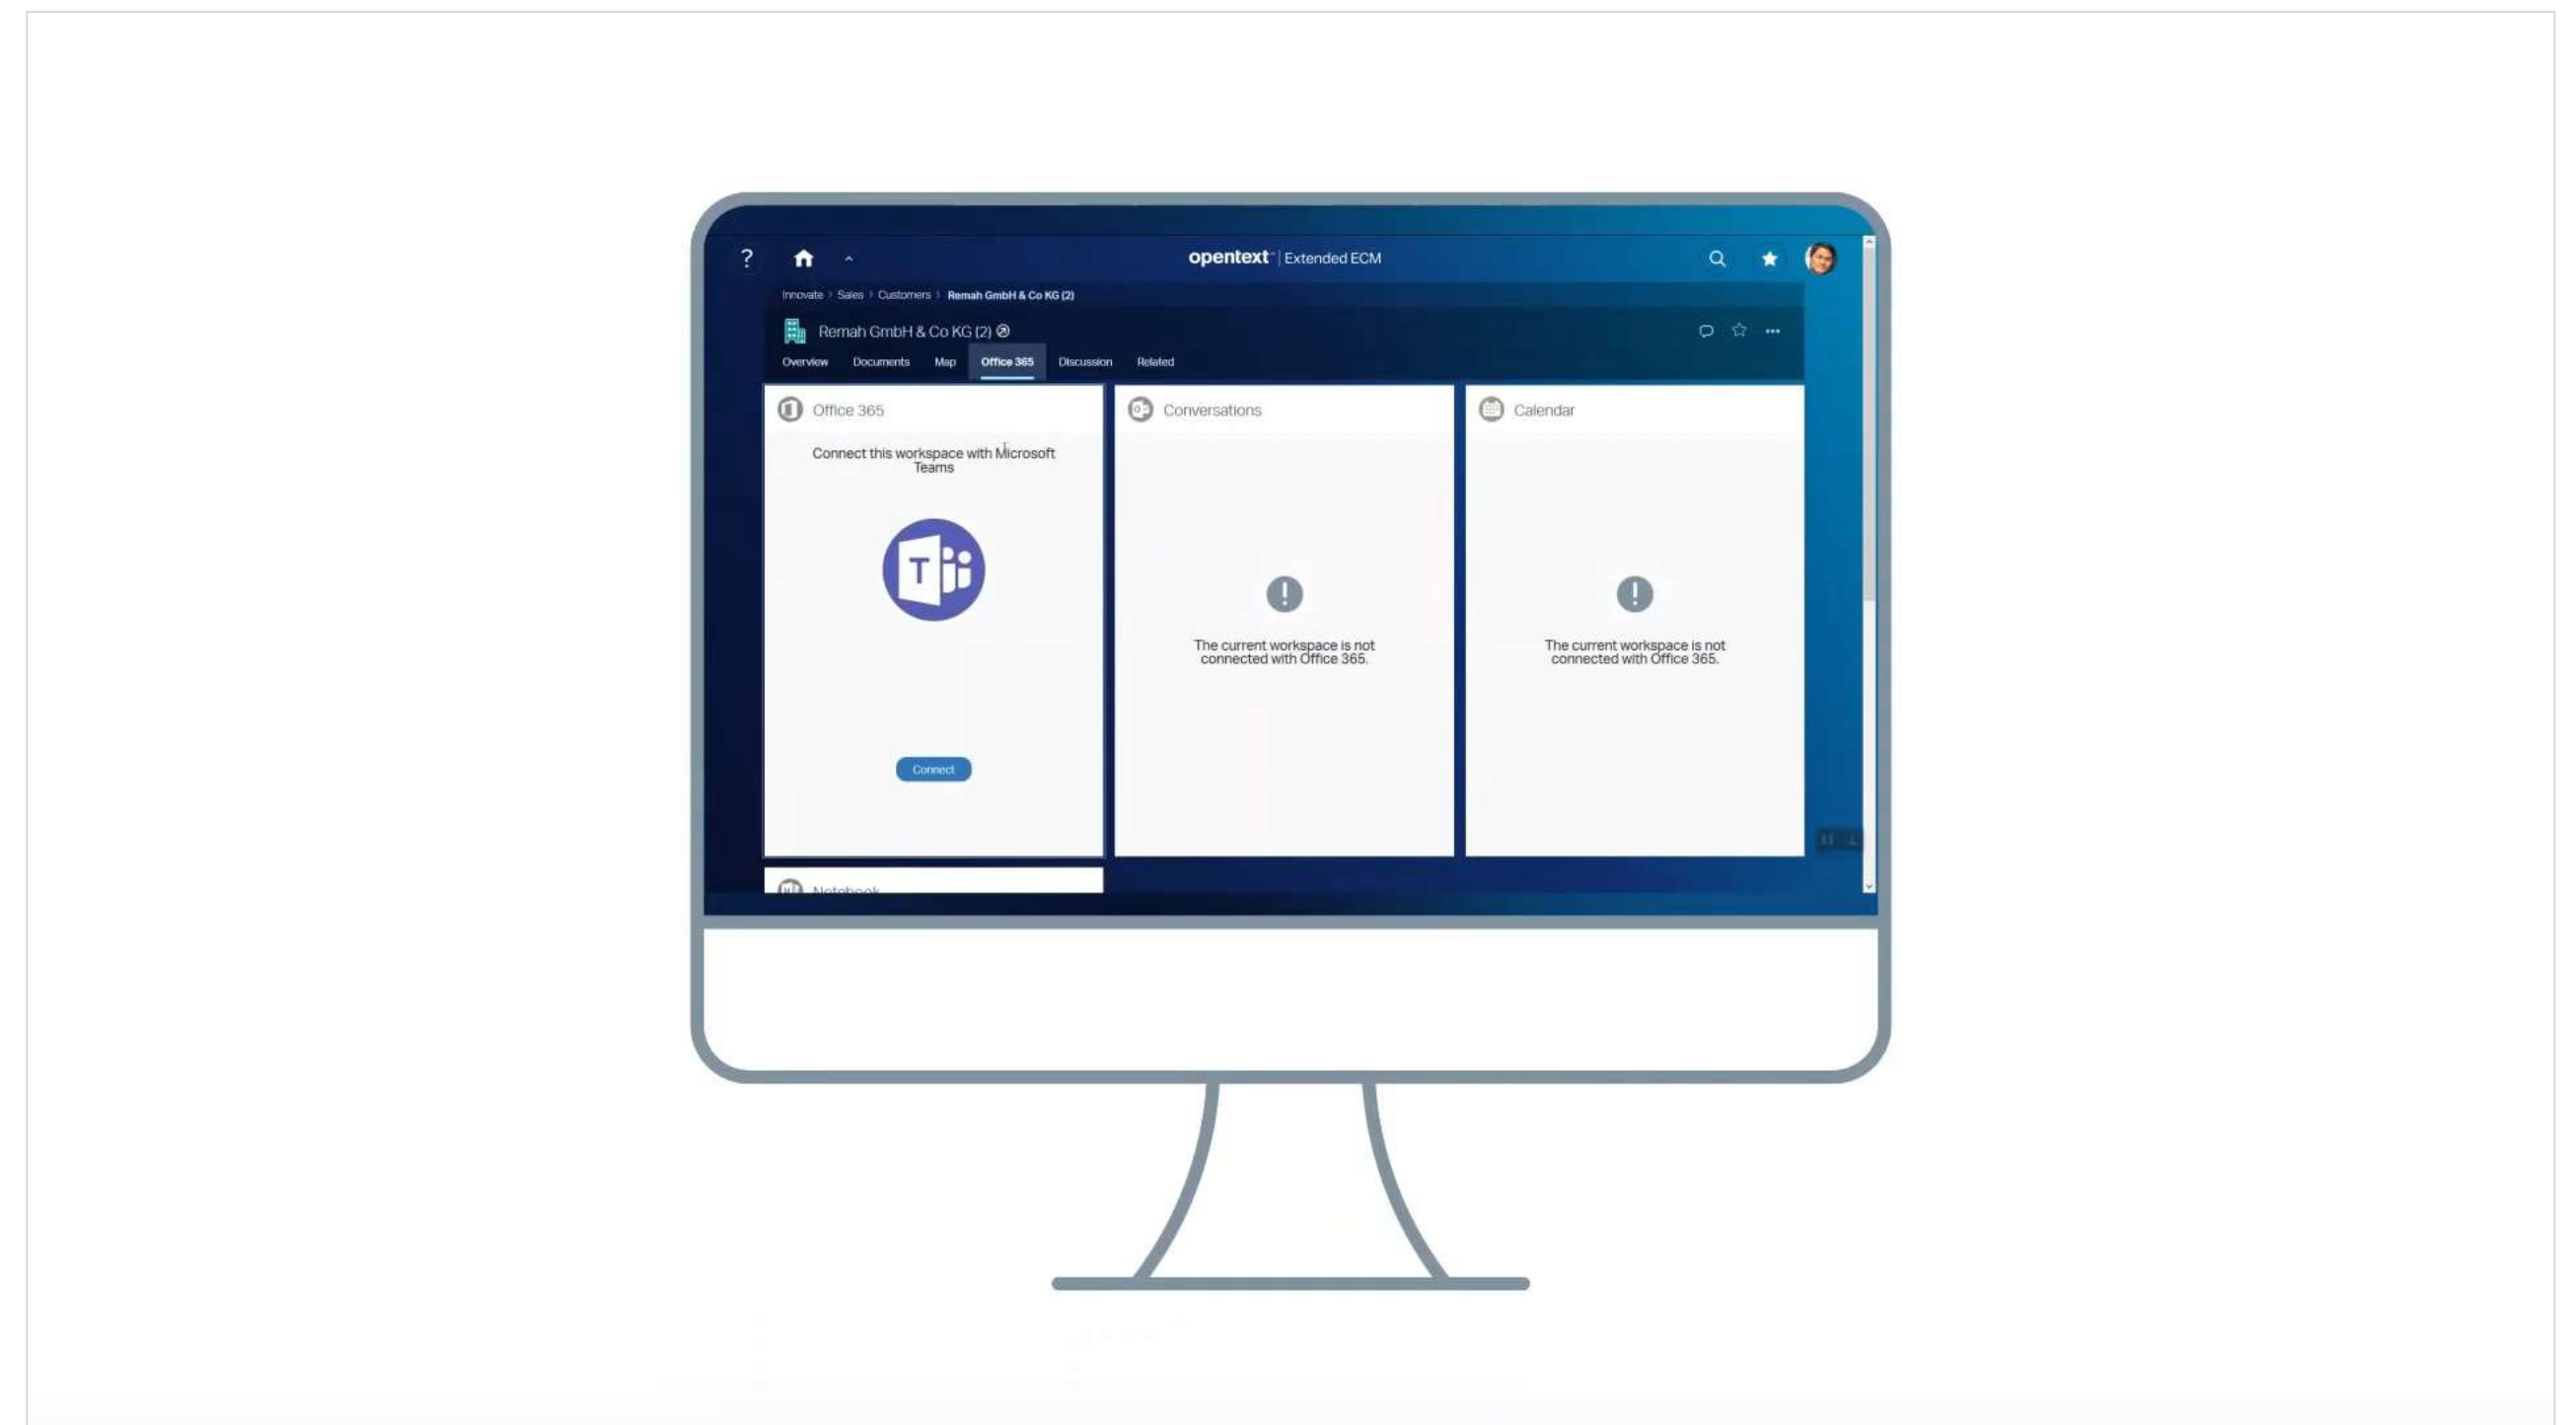 ?
opentext™ | Extended ECM
Innovate > Sales > Customers > Remah GmbH & Co KG (2)
Remah GmbH & Co KG (2)
Overview Documents Map Office 365 Discussion Related
Office 365
Connect this workspace with Microsoft
Teams
T
Connect
Conversations
The current workspace is not
connected with Office 365.
Calendar
The current workspace is not
connected with Office 365.
Notebook